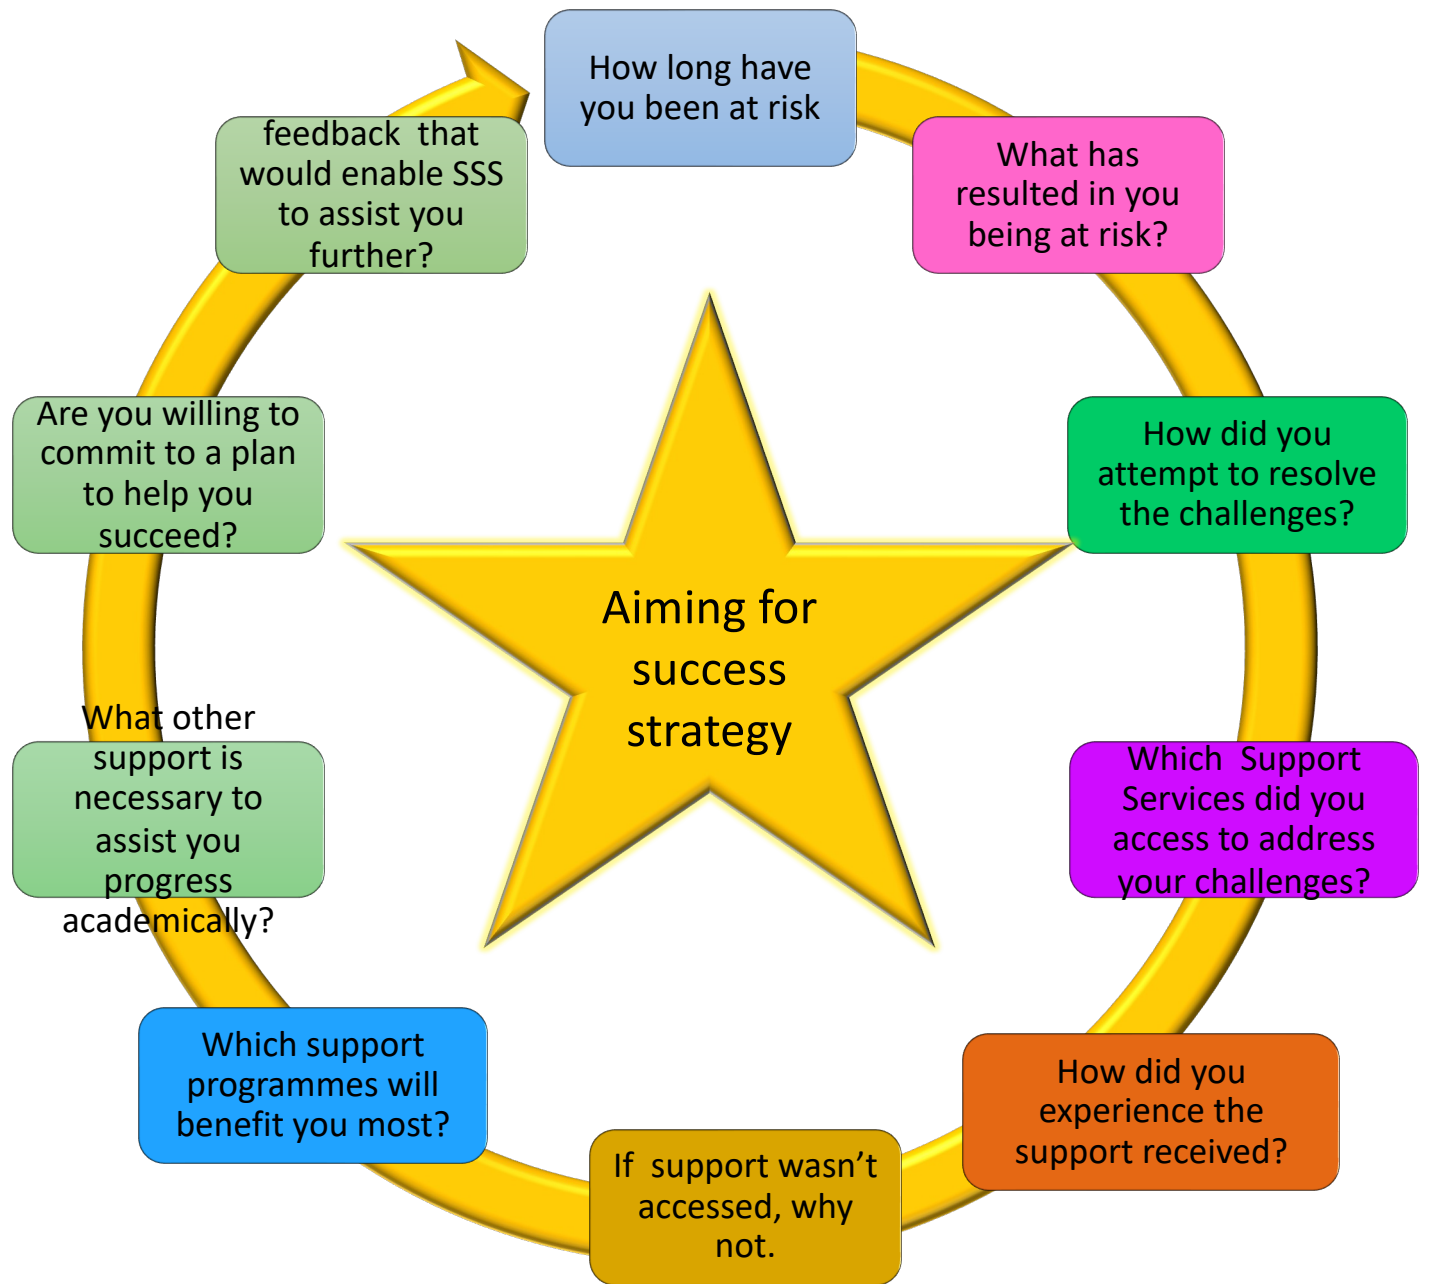 How long have
you been at risk
What has
resulted in you
being at risk?
How did you
attempt to resolve
the challenges?
Which  Support
Services did you
access to address
your challenges?
How did you
experience the
support received?
If  support wasn’t
accessed, why
not.
Which support
programmes will
benefit you most?
What other
support is
necessary to
assist you
progress
academically?
Are you willing to
commit to a plan
to help you
succeed?
feedback  that
would enable SSS
to assist you
further?
Aiming for
success
strategy